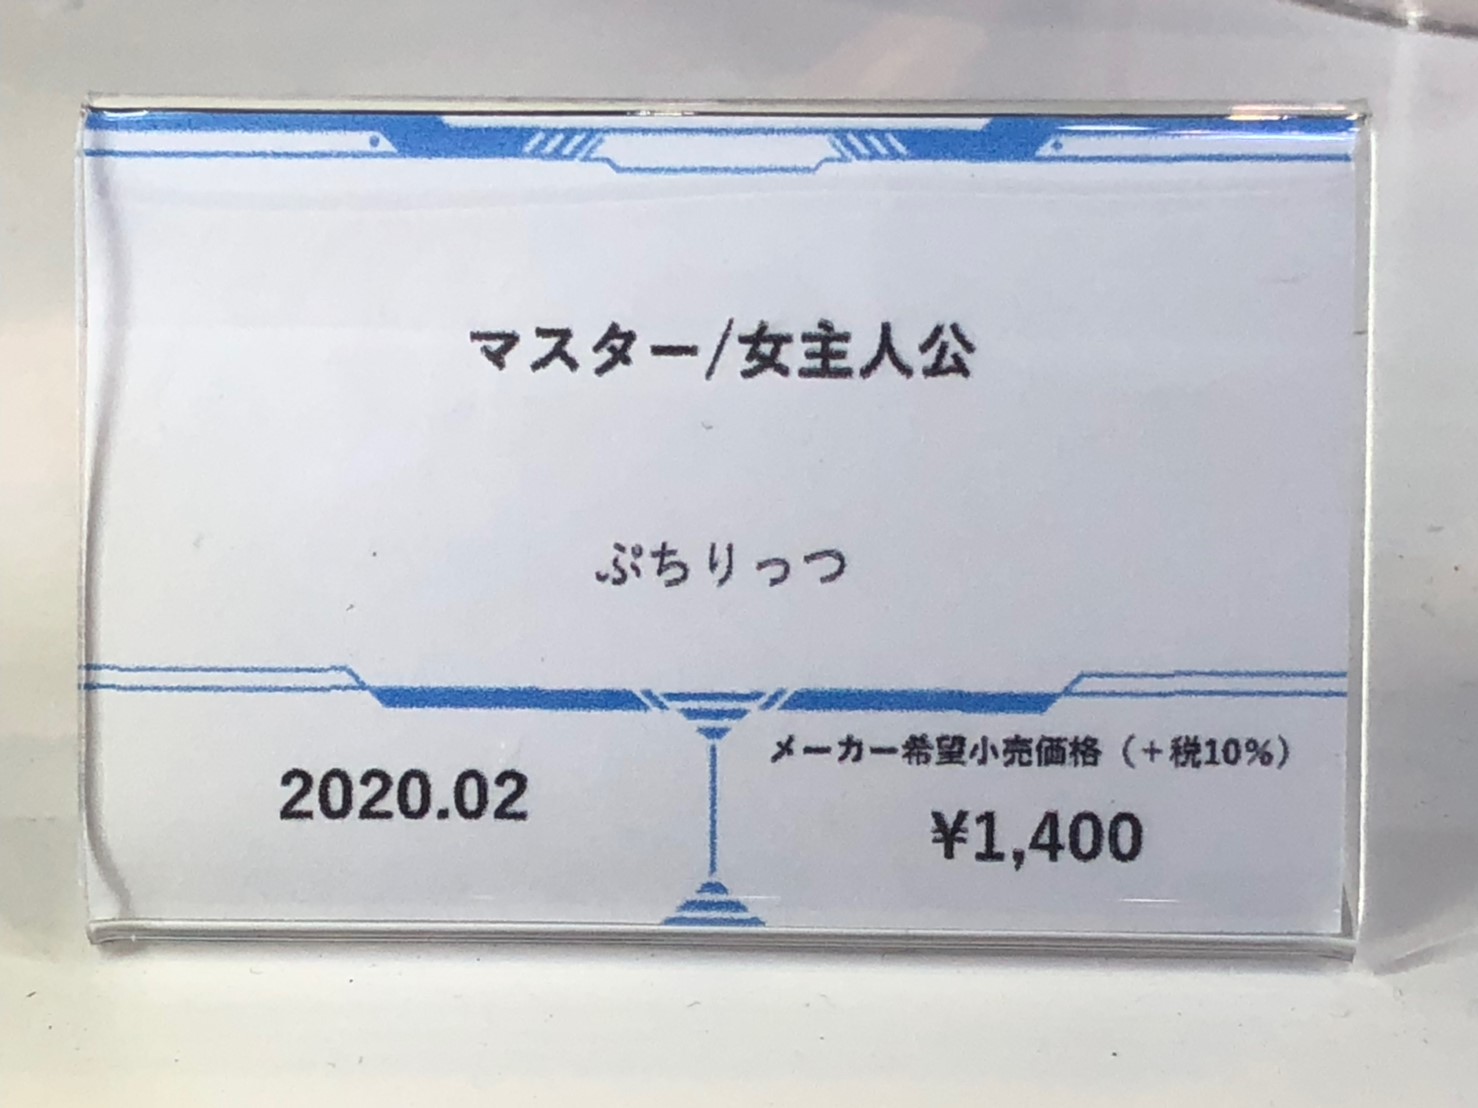 マスター/女主人公
ぷちりっつ
2020.02
メーカー希望小売価格（+税10%）
¥1,400